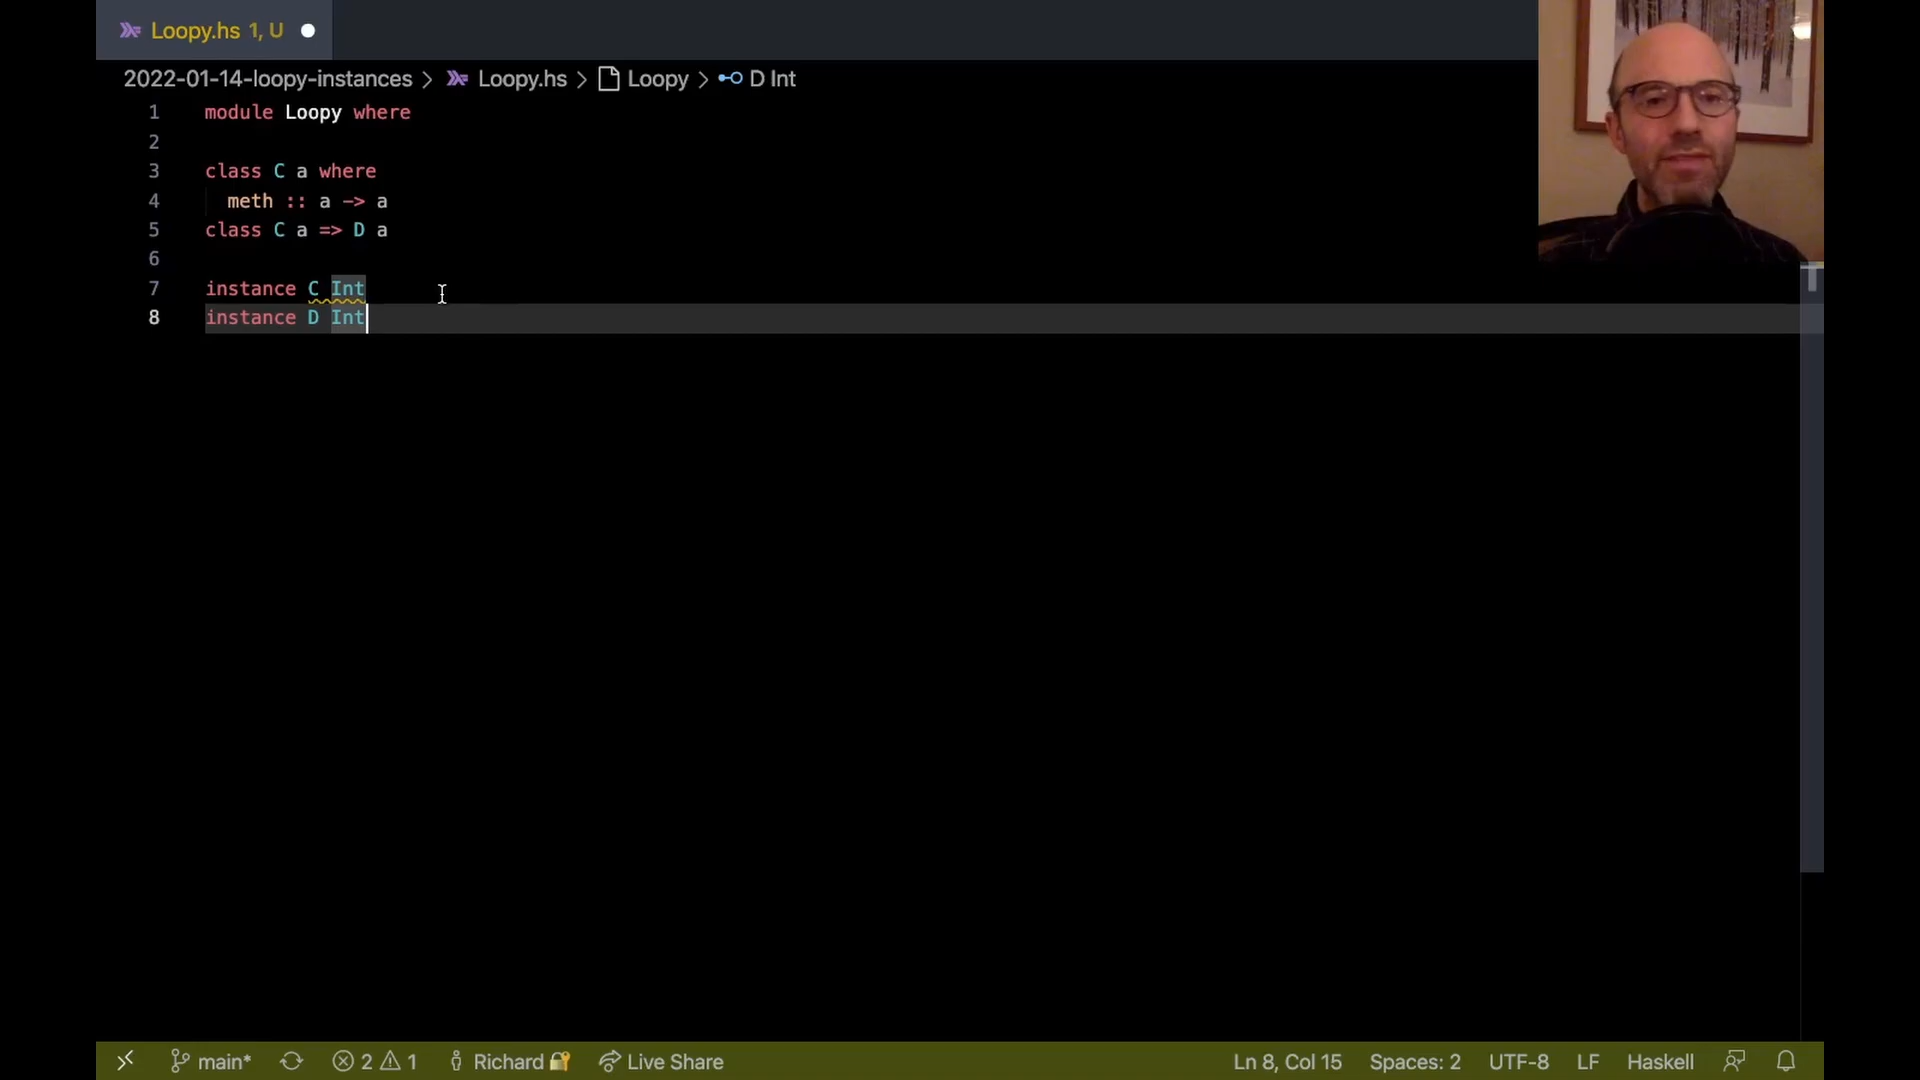 Loopy.hs 1, U
2022-01-14-loopy-instances > Loopy.hs > Loopy > D Int
1 module Loopy where
2
3 class C a where
4 meth :: a -> a
5 class C a => D a
6
7 instance C Int
8 instance D Int
main* 2 1 Richard Live Share Ln 8, Col 15 Spaces: 2 UTF-8 LF Haskell